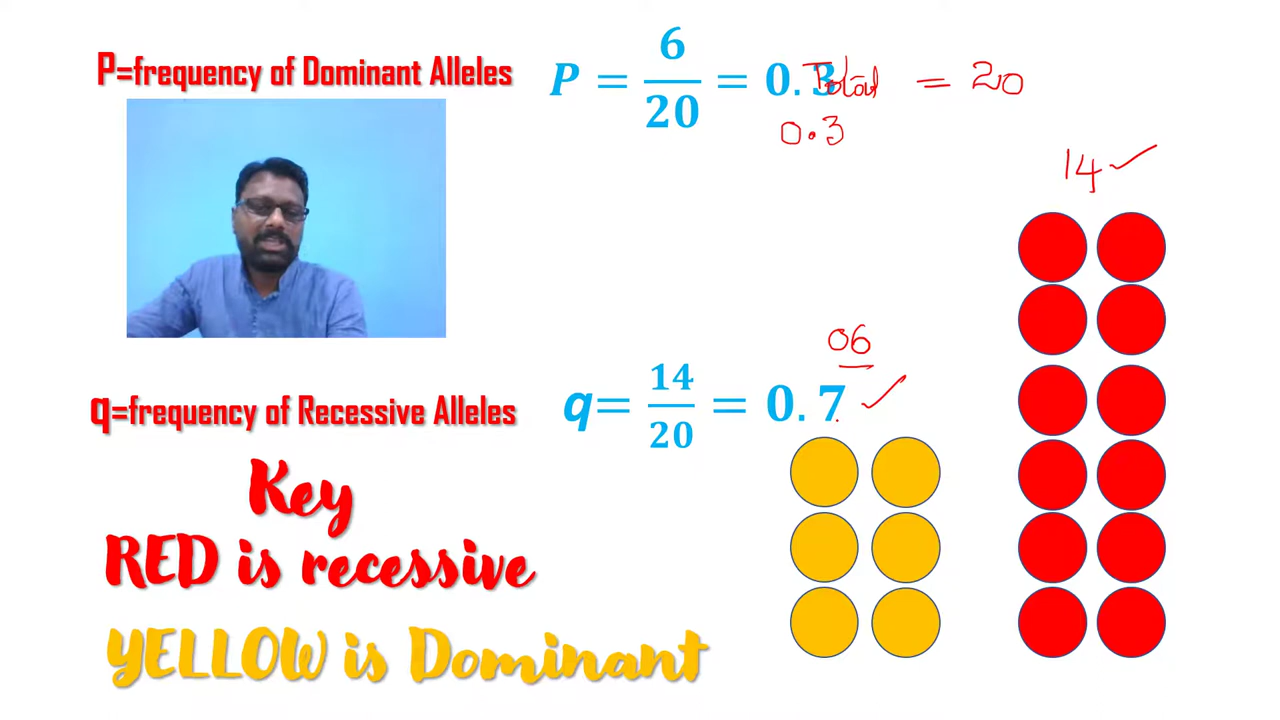 P=frequency of Dominant Alleles
P = 6/20 = 0.3
Total = 20
0.3
14 ✓
06
q=frequency of Recessive Alleles
q= 14/20 = 0.7 ✓
Key
RED is recessive
YELLOW is Dominant